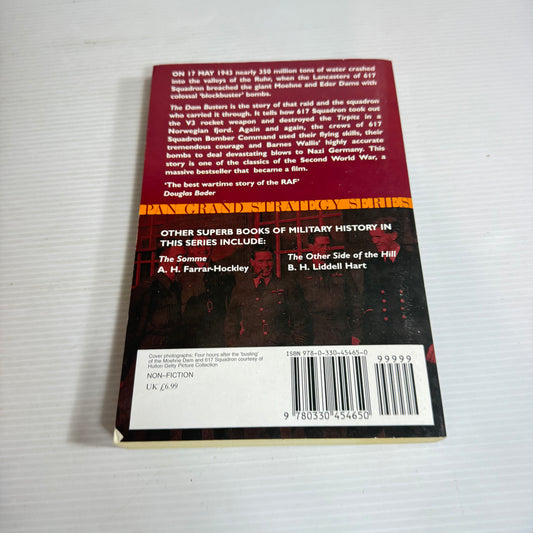 ON 17 MAY 1943 nearly 350 million tons of water crashed
into the valleys of the Ruhr, when the Lancasters of 617
Squadron breached the giant Moehne and Eder Dams with
colossal 'blockbuster' bombs.
The Dam Busters is the story of that raid and the squadron
who carried it through. It tells how 617 Squadron took out
the V3 rocket weapon and destroyed the Tirpitz in a
Norwegian fjord. Again and again, the crews of 617
Squadron Bomber Command used their flying skills, their
tremendous courage and Barnes Wallis' highly accurate
bombs to deal devastating blows to Nazi Germany. This
story is one of the classics of the Second World War, a
massive bestseller that became a film.
'The best wartime story of the RAF'
Douglas Bader
PAN GRAND STRATEGY SERIES
OTHER SUPERB BOOKS OF MILITARY HISTORY IN
THIS SERIES INCLUDE:
The Somme
A. H. Farrar-Hockley
The Other Side of the Hill
B. H. Liddell Hart
Cover photographs: Four hours after the 'busting'
of the Moehne Dam and 617 Squadron courtesy of
Hulton Getty Picture Collection
NON-FICTION
UK £6.99
ISBN 978-0-330-45465-0
99999
9 780330 454650